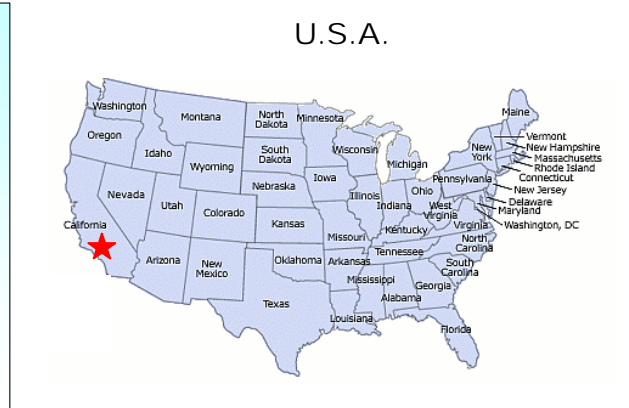 U.S.A.
Maine
Washington
Montana
North
Dakota
Minnesota
Oregon
Vermont
New Hampshire
Massachusetts
Rhode Island
Connecticut
New
York
Wisconsin
Michigan
Idaho
South
Dakota
Wyoming
Iowa
Pennsylvania
New Jersey
Nebraska
Nevada
Utah
Colorado
Illinois
Indiana
Ohio
West
Virginia
Delaware
Maryland
Washington, DC
Virginia
Kansas
Missouri
Kentucky
California
North
Carolina
Tennessee
Arizona
New
Mexico
Oklahoma
Arkansas
South
Carolina
Mississippi
Georgia
Alabama
Texas
Louisiana
Florida